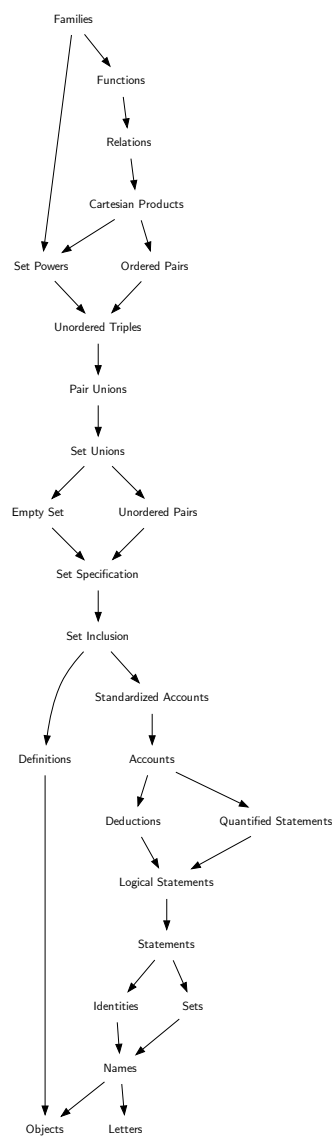 Families
Functions
Relations
Cartesian Products
Set Powers
Ordered Pairs
Unordered Triples
Pair Unions
Set Unions
Empty Set
Unordered Pairs
Set Specification
Set Inclusion
Standardized Accounts
Definitions
Accounts
Deductions
Quantified Statements
Logical Statements
Statements
Identities
Sets
Names
Objects
Letters